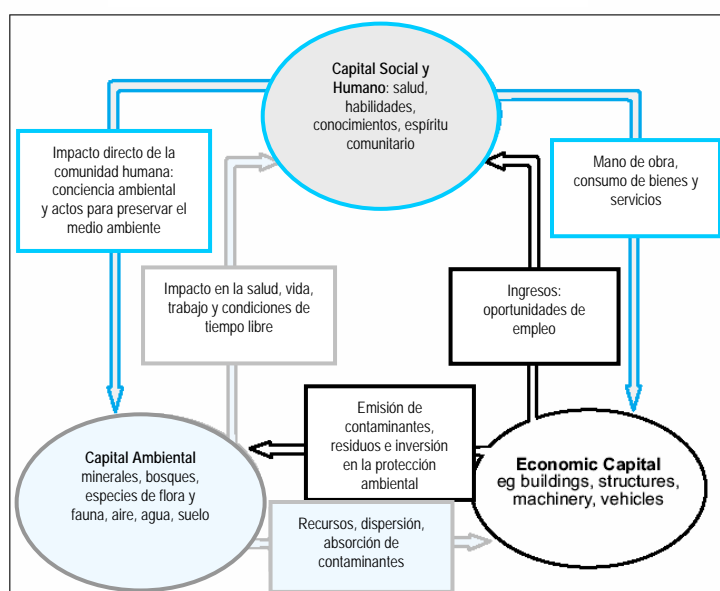 Capital Social y
Humano: salud,
habilidades,
conocimientos, espíritu
comunitario
Impacto directo de la
comunidad humana:
conciencia ambiental
y actos para preservar el
medio ambiente
Mano de obra,
consumo de bienes y
servicios
Impacto en la salud, vida,
trabajo y condiciones de
tiempo libre
Ingresos:
oportunidades de
empleo
Emisión de
contaminantes,
residuos e inversión
en la protección
ambiental
Capital Ambiental
minerales, bosques,
especies de flora y
fauna, aire, agua, suelo
Economic Capital
eg buildings, structures,
machinery, vehicles
Recursos, dispersión,
absorción de
contaminantes